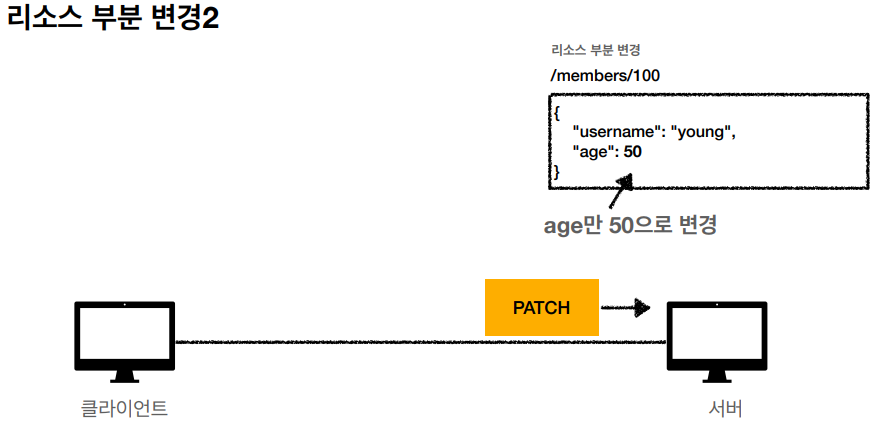 리소스 부분 변경2
리소스 부분 변경
/members/100
{
"username": "young",
"age": 50
}
age만 50으로 변경
PATCH
클라이언트
서버